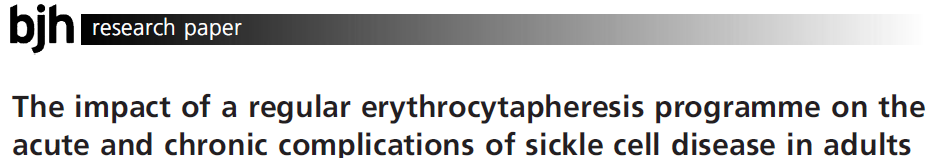 bjh research paper
The impact of a regular erythrocytapheresis programme on the
acute and chronic complications of sickle cell disease in adults